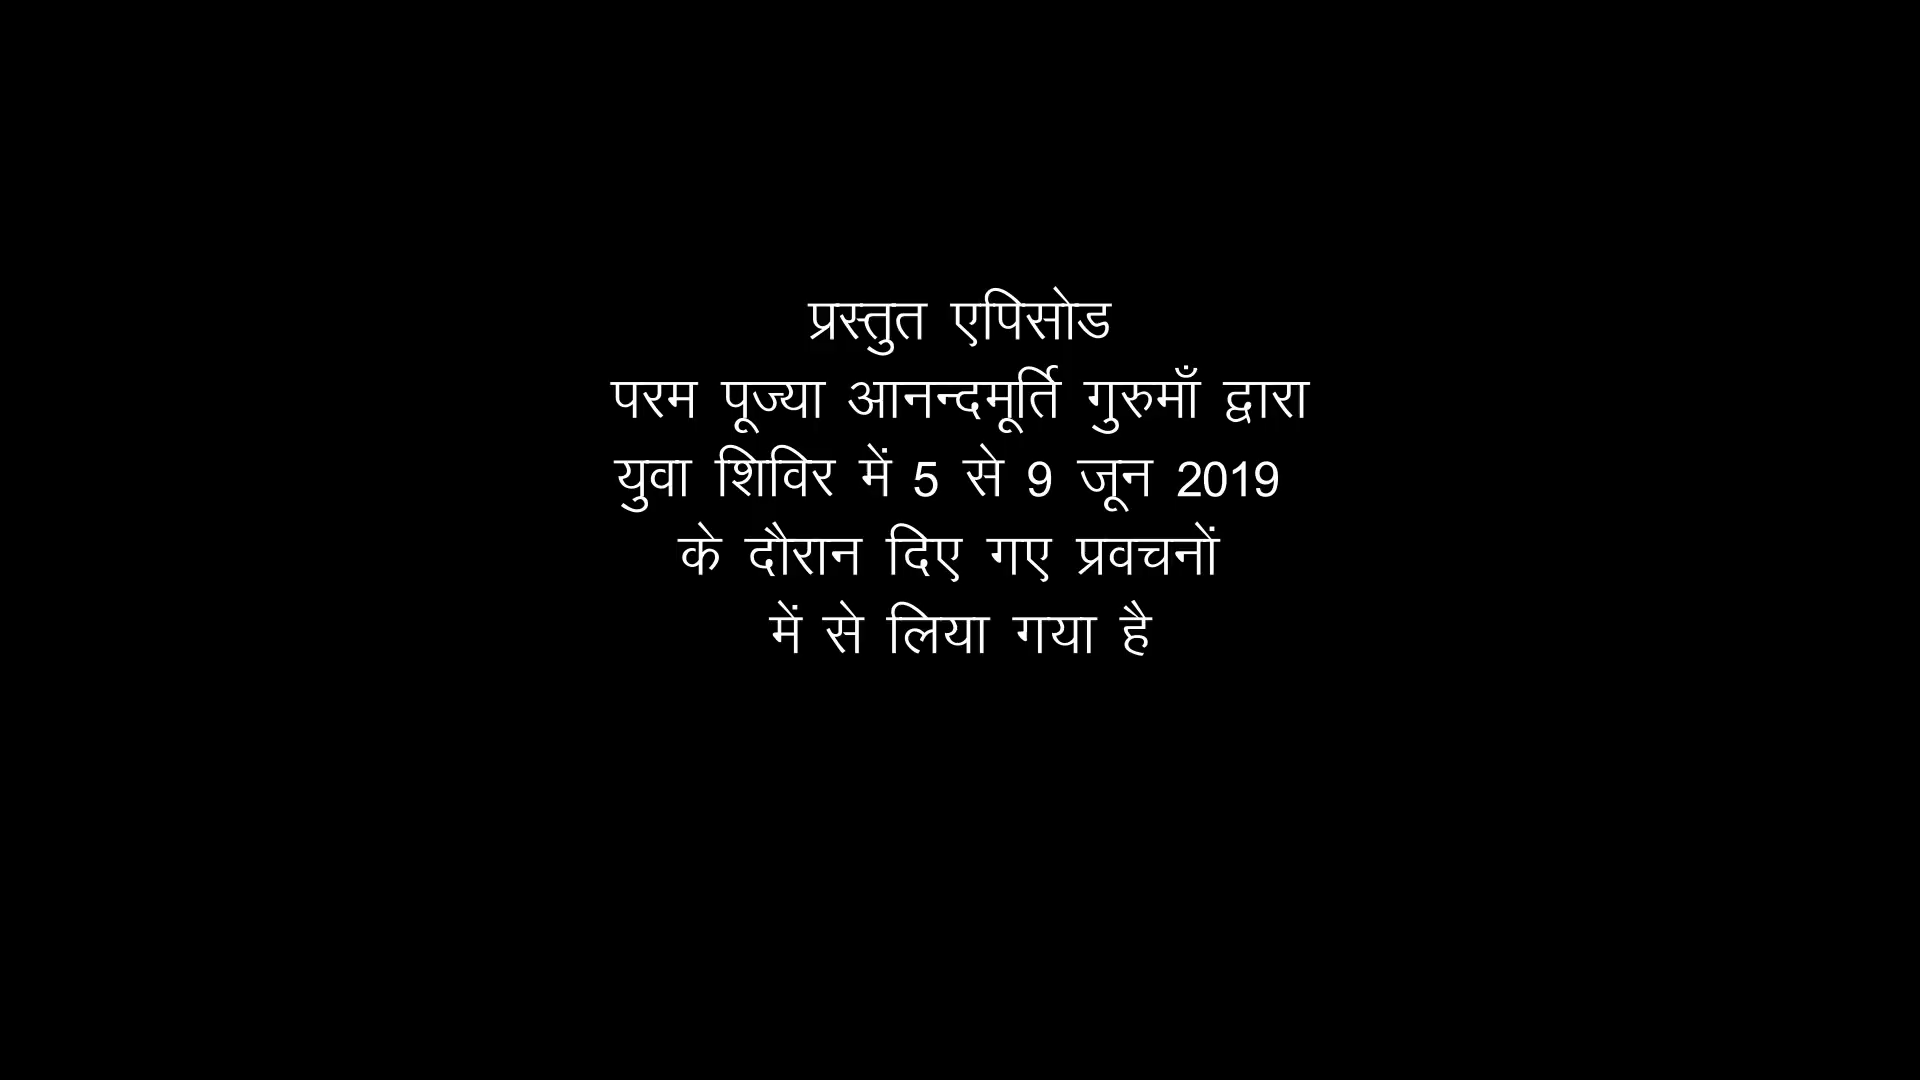 प्रस्तुत एपिसोड
परम पूज्या आनन्दमूर्ति गुरुमाँ द्वारा
युवा शिविर में 5 से 9 जून 2019
के दौरान दिए गए प्रवचनों
में से लिया गया है